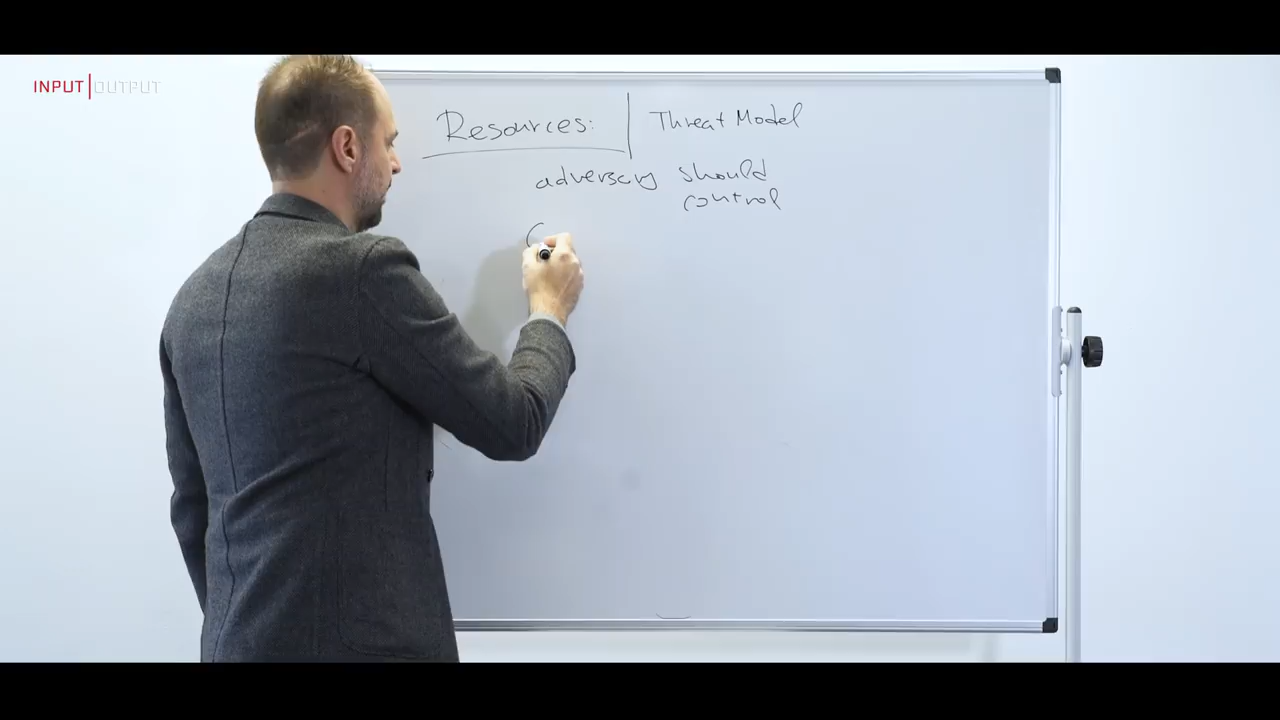 INPUT|OUTPUT
Resources: | Threat Model
adversary should
control